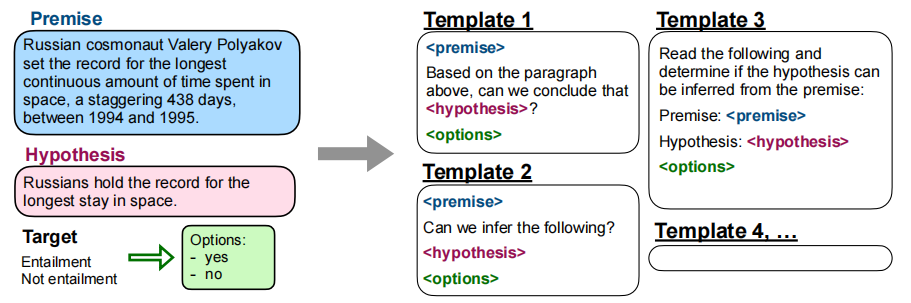 Premise
Russian cosmonaut Valery Polyakov
set the record for the longest
continuous amount of time spent in
space, a staggering 438 days,
between 1994 and 1995.
Hypothesis
Russians hold the record for the
longest stay in space.
Target
Entailment
Not entailment
Options:
- yes
- no
Template 1
<premise>
Based on the paragraph
above, can we conclude that
<hypothesis>?
<options>
Template 2
<premise>
Can we infer the following?
<hypothesis>
<options>
Template 3
Read the following and
determine if the hypothesis can
be inferred from the premise:
Premise: <premise>
Hypothesis: <hypothesis>
<options>
Template 4, …